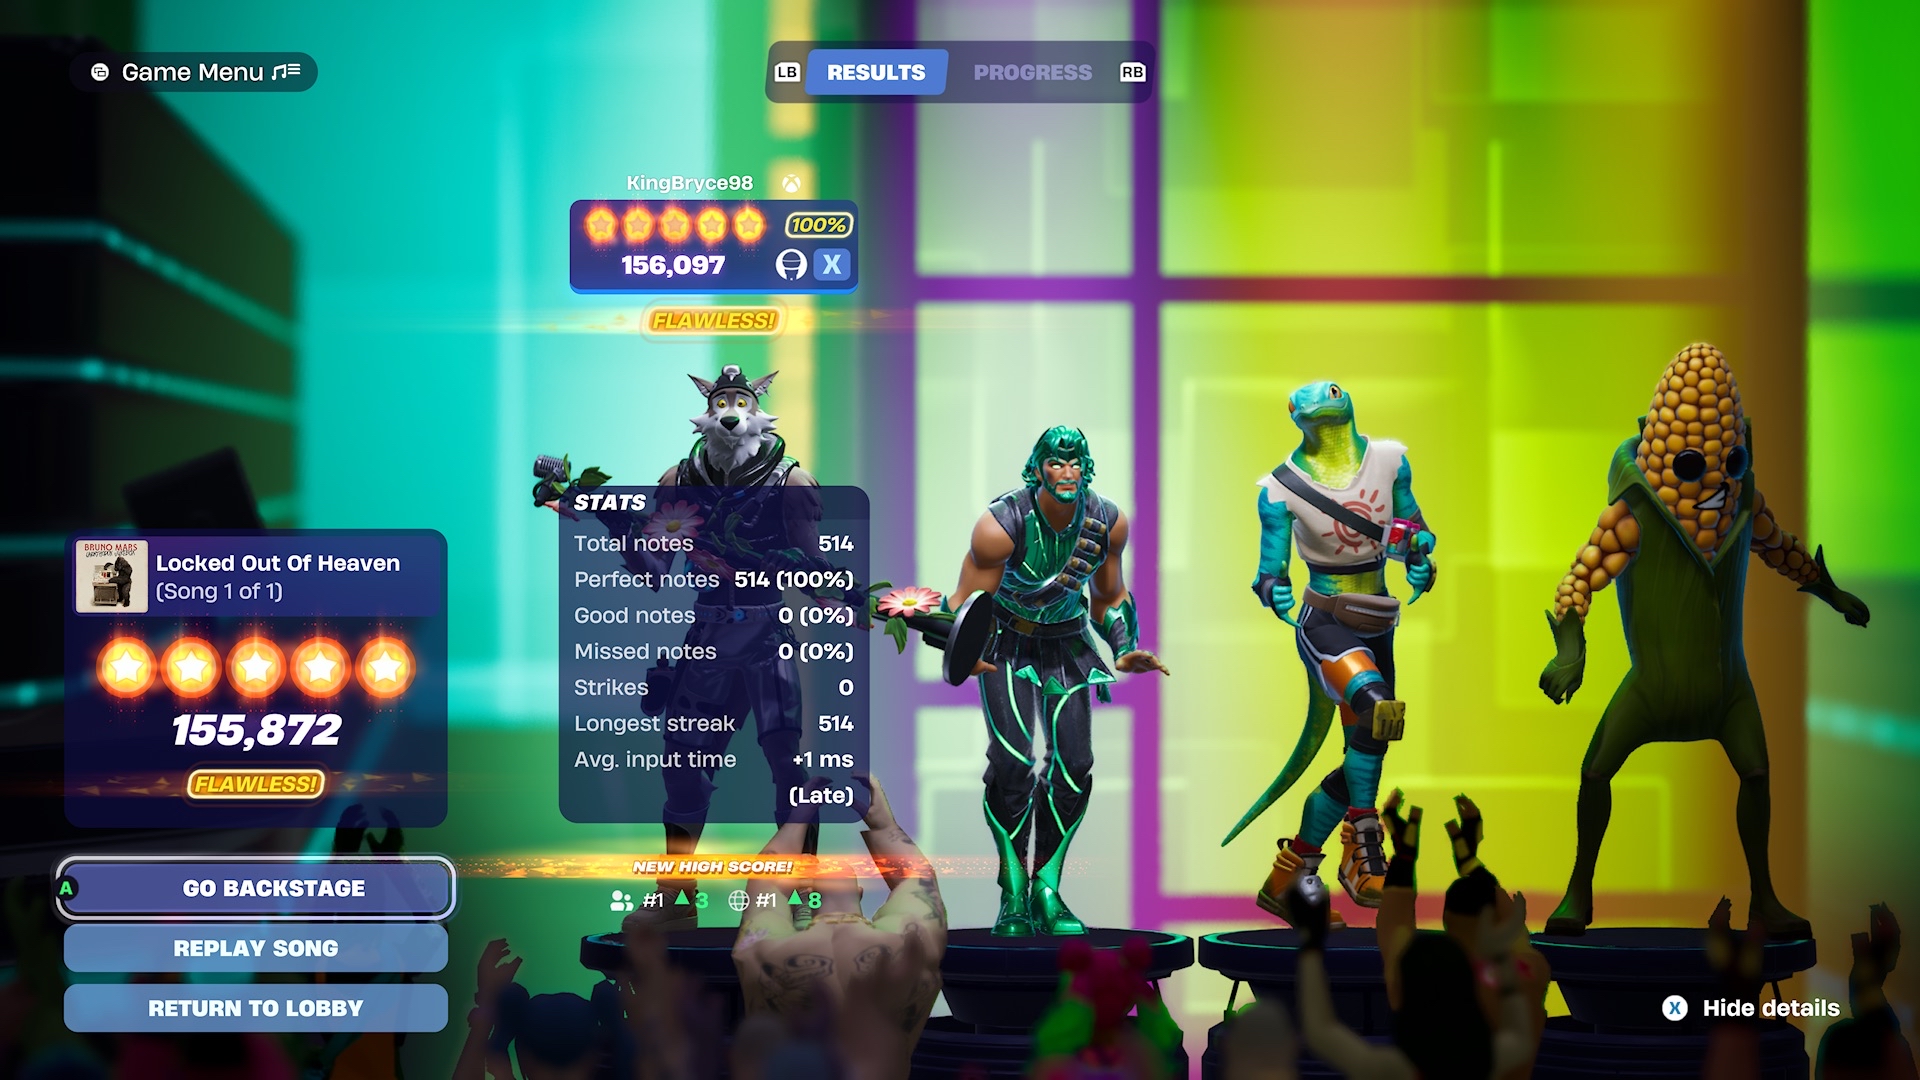 Game Menu
LB RESULTS PROGRESS RB
KingBryce98
100%
156,097
X
FLAWLESS!
STATS
Total notes 514
Perfect notes 514 (100%)
Good notes 0 (0%)
Missed notes 0 (0%)
Strikes 0
Longest streak 514
Avg. input time +1 ms
(Late)
NEW HIGH SCORE!
#1 ▲3 #1 ▲8
BRUNO MARS
Locked Out Of Heaven
(Song 1 of 1)
155,872
FLAWLESS!
A GO BACKSTAGE
REPLAY SONG
RETURN TO LOBBY
X Hide details